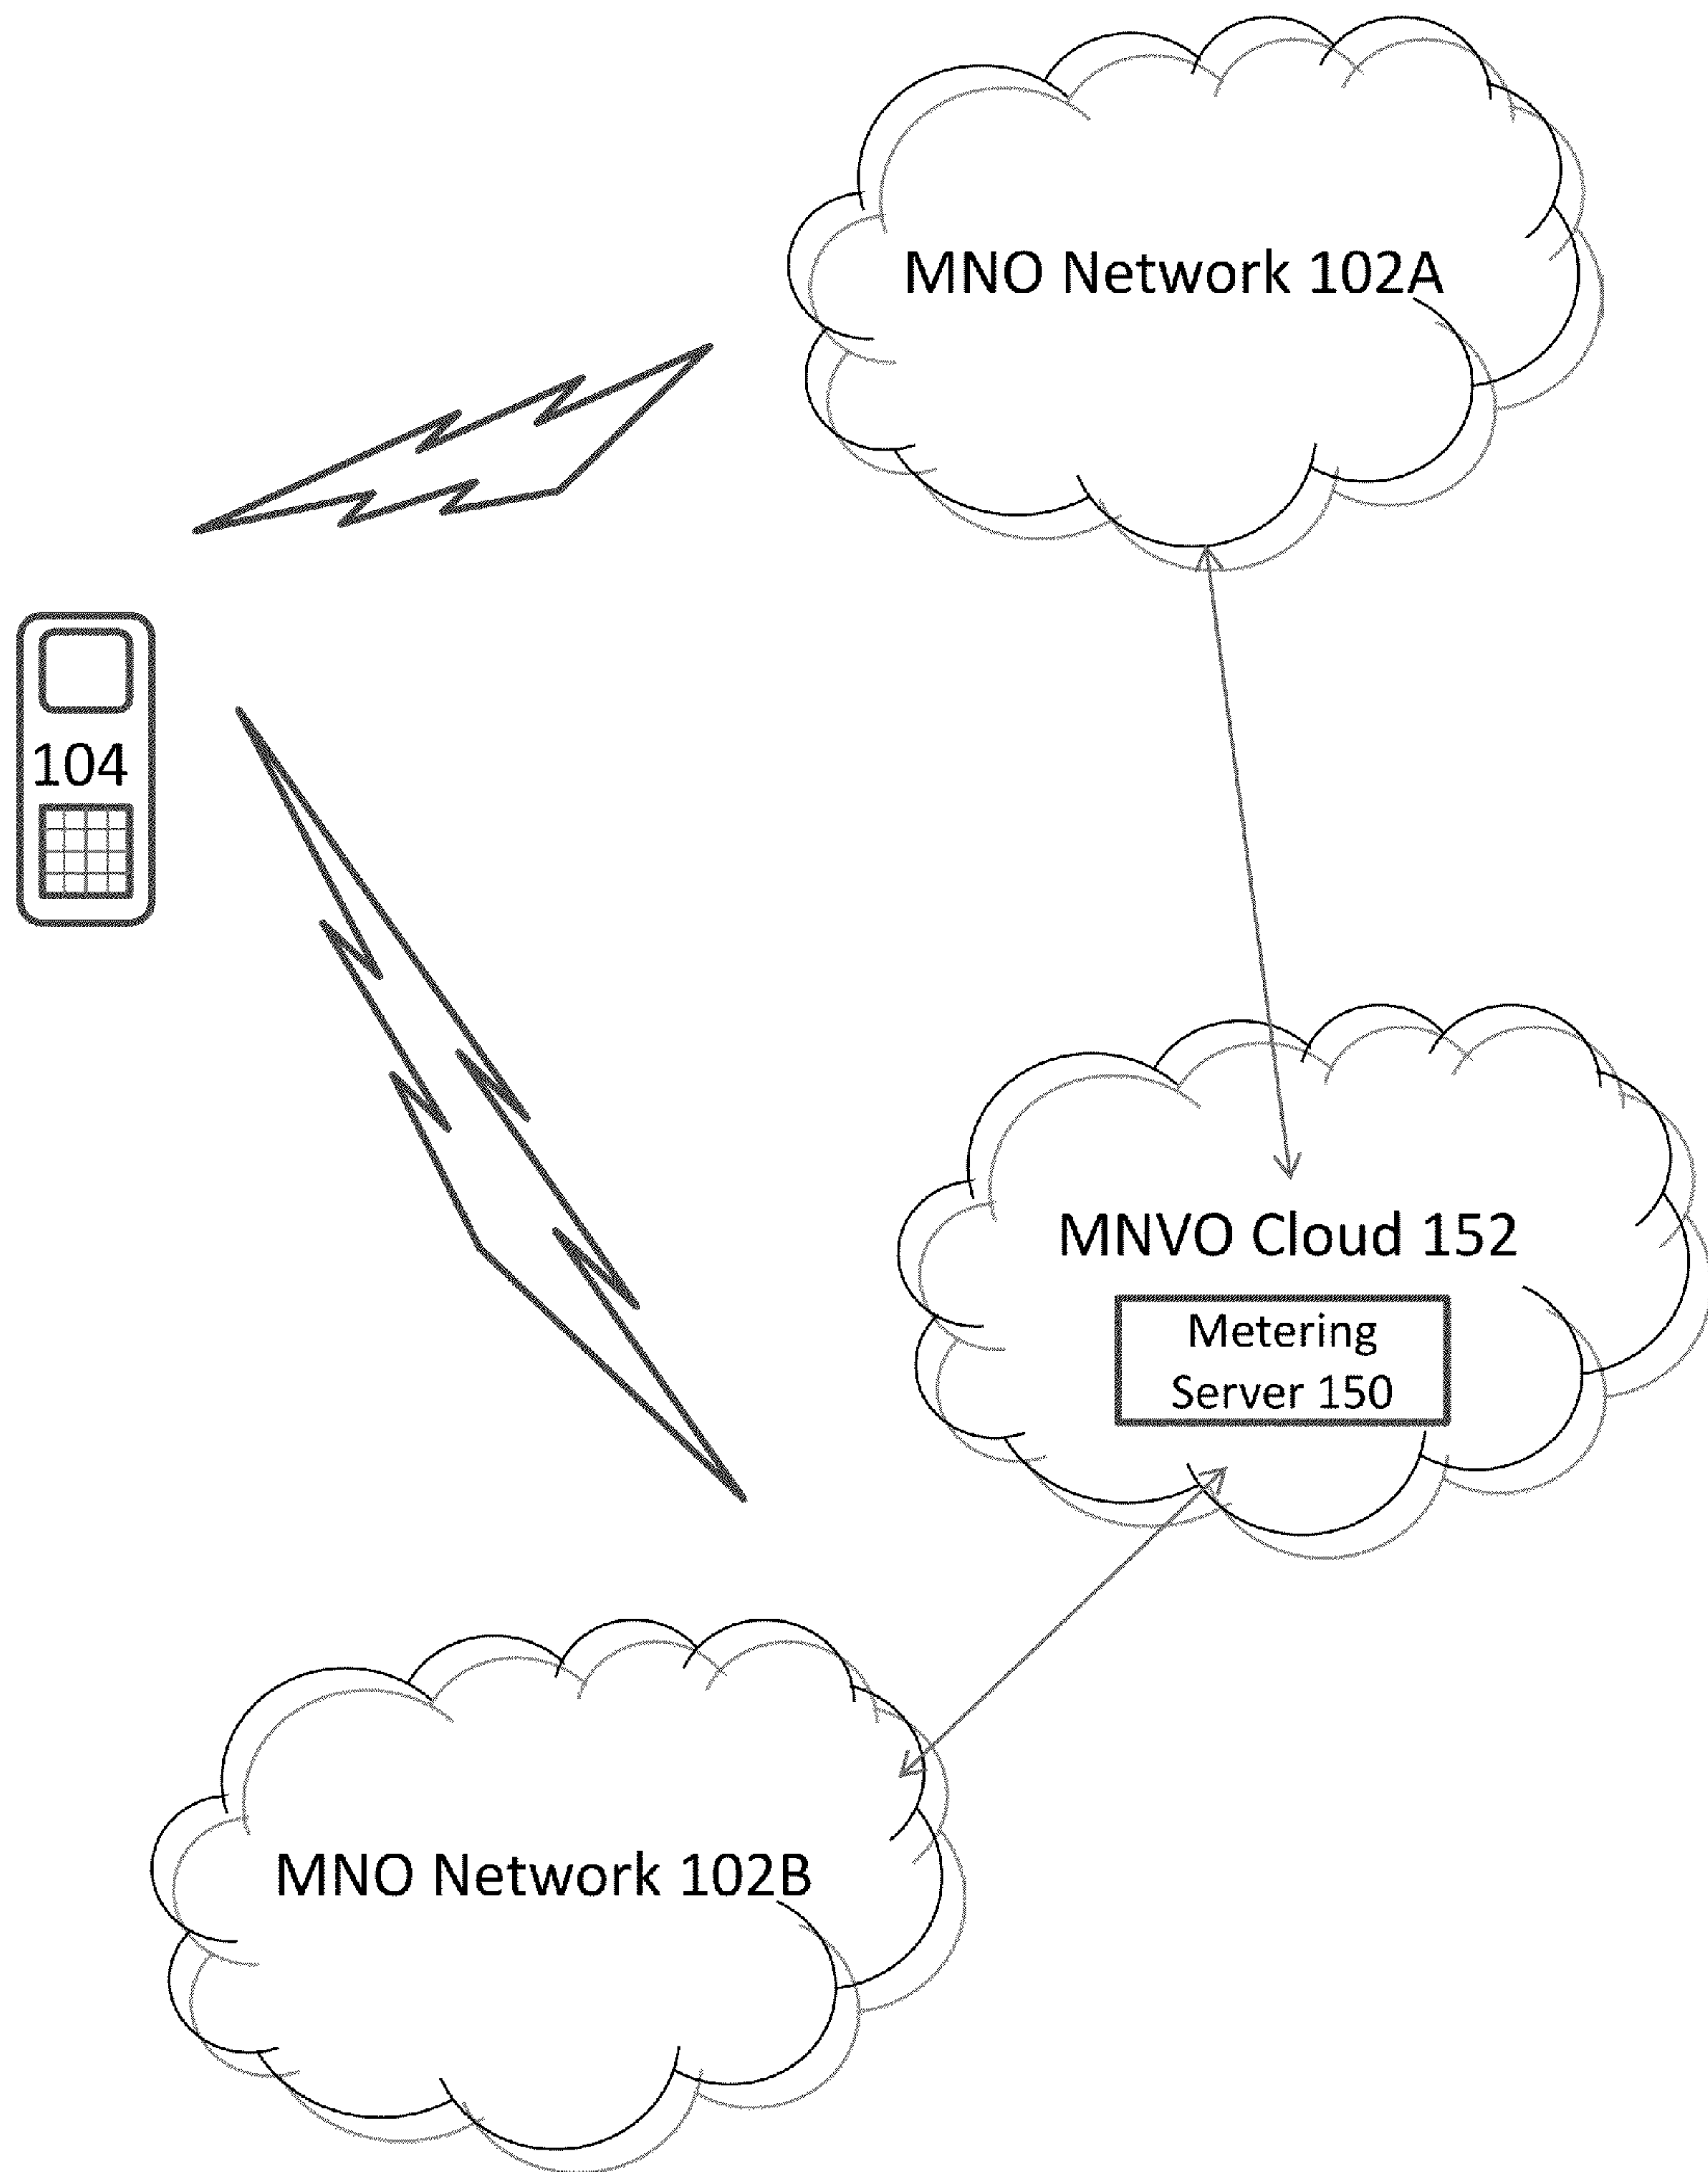 MNO Network 102A
104
MNVO Cloud 152
Metering
Server 150
MNO Network 102B